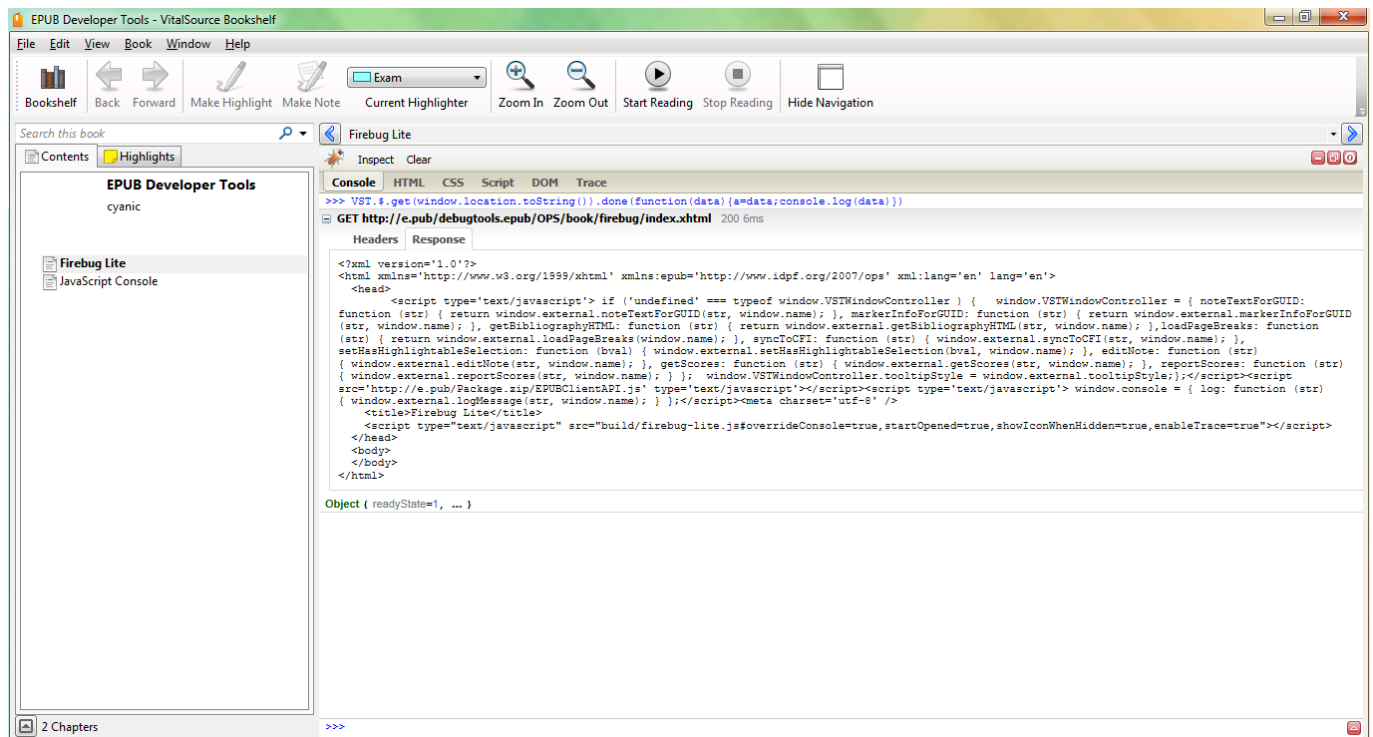 EPUB Developer Tools - VitalSource Bookshelf
File Edit View Book Window Help
Exam
Bookshelf Back Forward Make Highlight Make Note Current Highlighter Zoom In Zoom Out Start Reading Stop Reading Hide Navigation
Search this book
Firebug Lite
Contents Highlights
Inspect Clear
EPUB Developer Tools
cyanic
Firebug Lite
JavaScript Console
2 Chapters
Console HTML CSS Script DOM Trace
>>> VST.$.get(window.location.toString()).done(function(data){a=data;console.log(data)})
GET http://e.pub/debugtools.epub/OPS/book/firebug/index.xhtml 200 6ms
Headers Response
<?xml version='1.0'?>
<html xmlns='http://www.w3.org/1999/xhtml' xmlns:epub='http://www.idpf.org/2007/ops' xml:lang='en' lang='en'>
<head>
<script type='text/javascript'> if ('undefined' === typeof window.VSTWindowController ) { window.VSTWindowController = { noteTextForGUID:
function (str) { return window.external.noteTextForGUID(str, window.name); }, markerInfoForGUID: function (str) { return window.external.markerInfoForGUID
(str, window.name); }, getBibliographyHTML: function (str) { return window.external.getBibliographyHTML(str, window.name); },loadPageBreaks: function
(str) { return window.external.loadPageBreaks(window.name); }, syncToCFI: function (str) { window.external.syncToCFI(str, window.name); },
setHasHighlightableSelection: function (bval) { window.external.setHasHighlightableSelection(bval, window.name); }, editNote: function (str)
{ window.external.editNote(str, window.name); }, getScores: function (str) { window.external.getScores(str, window.name); }, reportScores: function (str)
{ window.external.reportScores(str, window.name); } }; window.VSTWindowController.tooltipStyle = window.external.tooltipStyle;};</script><script
src='http://e.pub/Package.zip/EPUBClientAPI.js' type='text/javascript'></script><script type='text/javascript'> window.console = { log: function (str)
{ window.external.logMessage(str, window.name); } };</script><meta charset='utf-8' />
<title>Firebug Lite</title>
<script type="text/javascript" src="build/firebug-lite.js#overrideConsole=true,startOpened=true,showIconWhenHidden=true,enableTrace=true"></script>
</head>
<body>
</body>
</html>
Object { readyState=1, ... }
>>>